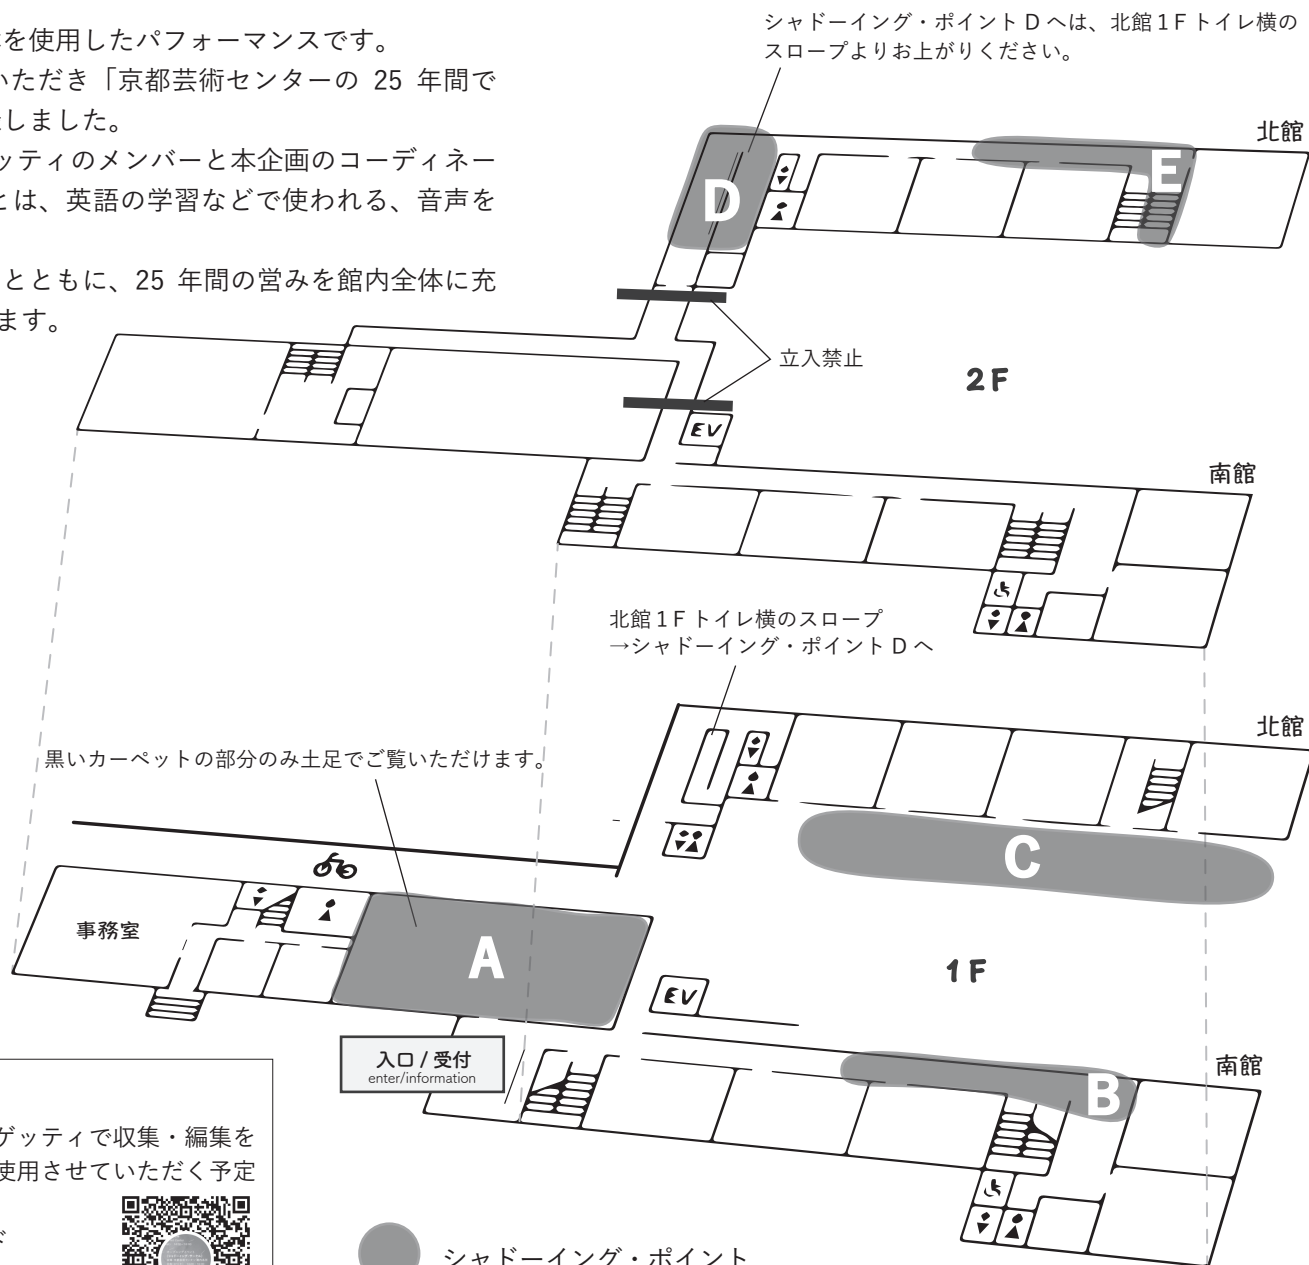 シャドーイング・ポイント D へは、北館 1F トイレ横の
スロープよりお上がりください。
を使用したパフォーマンスです。
いただき「京都芸術センターの 25 年間で
しました。
ッティのメンバーと本企画のコーディネー
とは、英語の学習などで使われる、音声を
とともに、25 年間の営みを館内全体に充
ます。
北館
D
E
立入禁止
2F
EV
南館
北館 1F トイレ横のスロープ
→シャドーイング・ポイント D へ
北館
黒いカーペットの部分のみ土足でご覧いただけます。
C
事務室
A
1F
EV
入口 / 受付
enter/information
南館
B
ゲッティで収集・編集を
使用させていただく予定
シャドーイング・ポイント